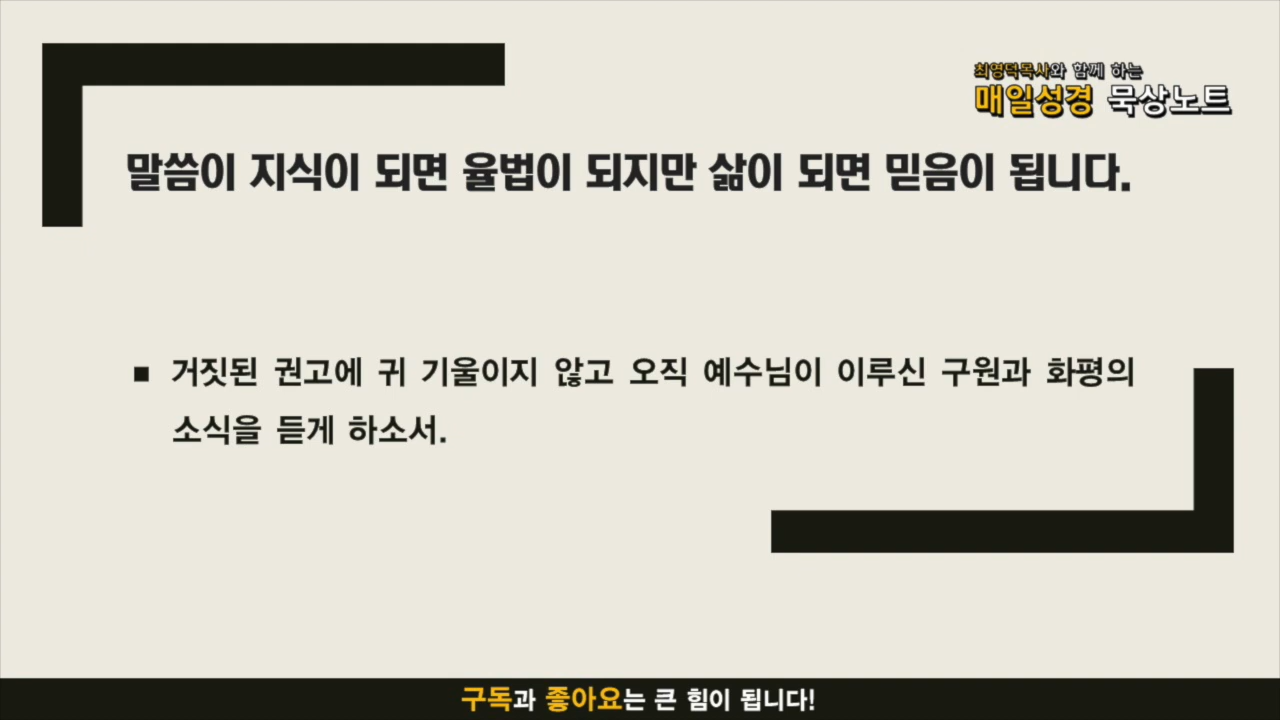 최영덕목사와 함께 하는
매일성경 묵상노트
말씀이 지식이 되면 율법이 되지만 삶이 되면 믿음이 됩니다.
■ 거짓된 권고에 귀 기울이지 않고 오직 예수님이 이루신 구원과 화평의
소식을 듣게 하소서.
구독과 좋아요는 큰 힘이 됩니다!